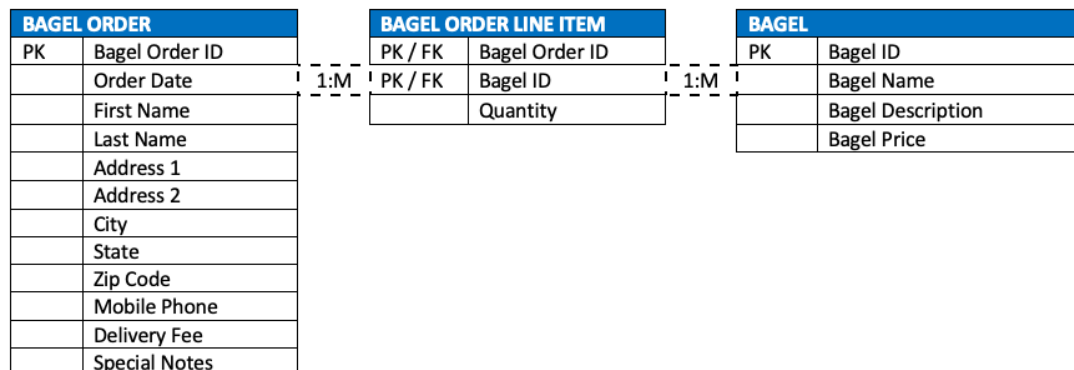 BAGEL ORDER
PK Bagel Order ID
Order Date
First Name
Last Name
Address 1
Address 2
City
State
Zip Code
Mobile Phone
Delivery Fee
Special Notes
1:M
BAGEL ORDER LINE ITEM
PK / FK Bagel Order ID
PK / FK Bagel ID
Quantity
1:M
BAGEL
PK Bagel ID
Bagel Name
Bagel Description
Bagel Price